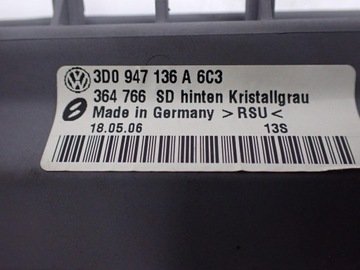 3D0 947 136 A 6C3
364 766 SD hinten Kristallgrau
Made in Germany >RSU<
18.05.06 13S